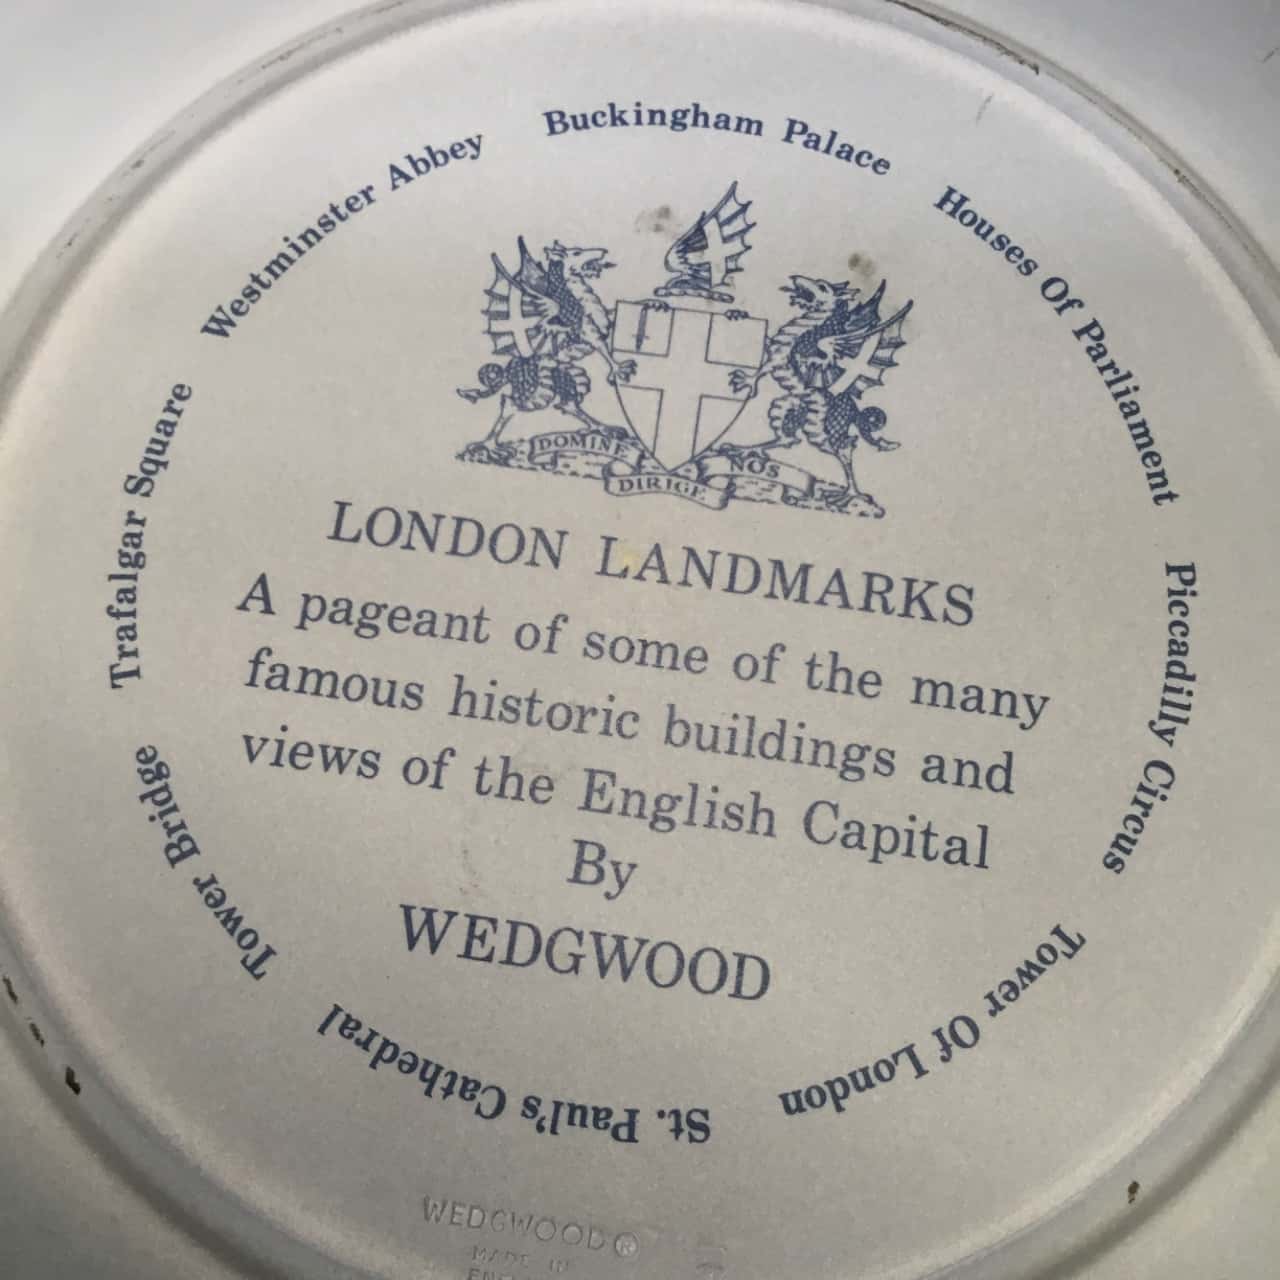 Buckingham Palace
Houses Of Parliament
Piccadilly Circus
Tower Of London
St. Paul's Cathedral
Tower Bridge
Trafalgar Square
Westminster Abbey
DOMINE
DIRIGE
NOS
LONDON LANDMARKS
A pageant of some of the many
famous historic buildings and
views of the English Capital
By
WEDGWOOD
WEDGWOOD®
MADE IN